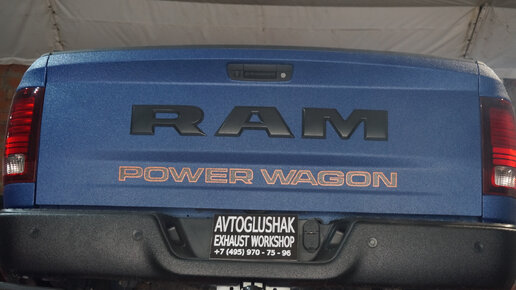 RAM
POWER WAGON
AVTOGLUSHAK
EXHAUST WORKSHOP
+7 (495) 970 - 75 - 96